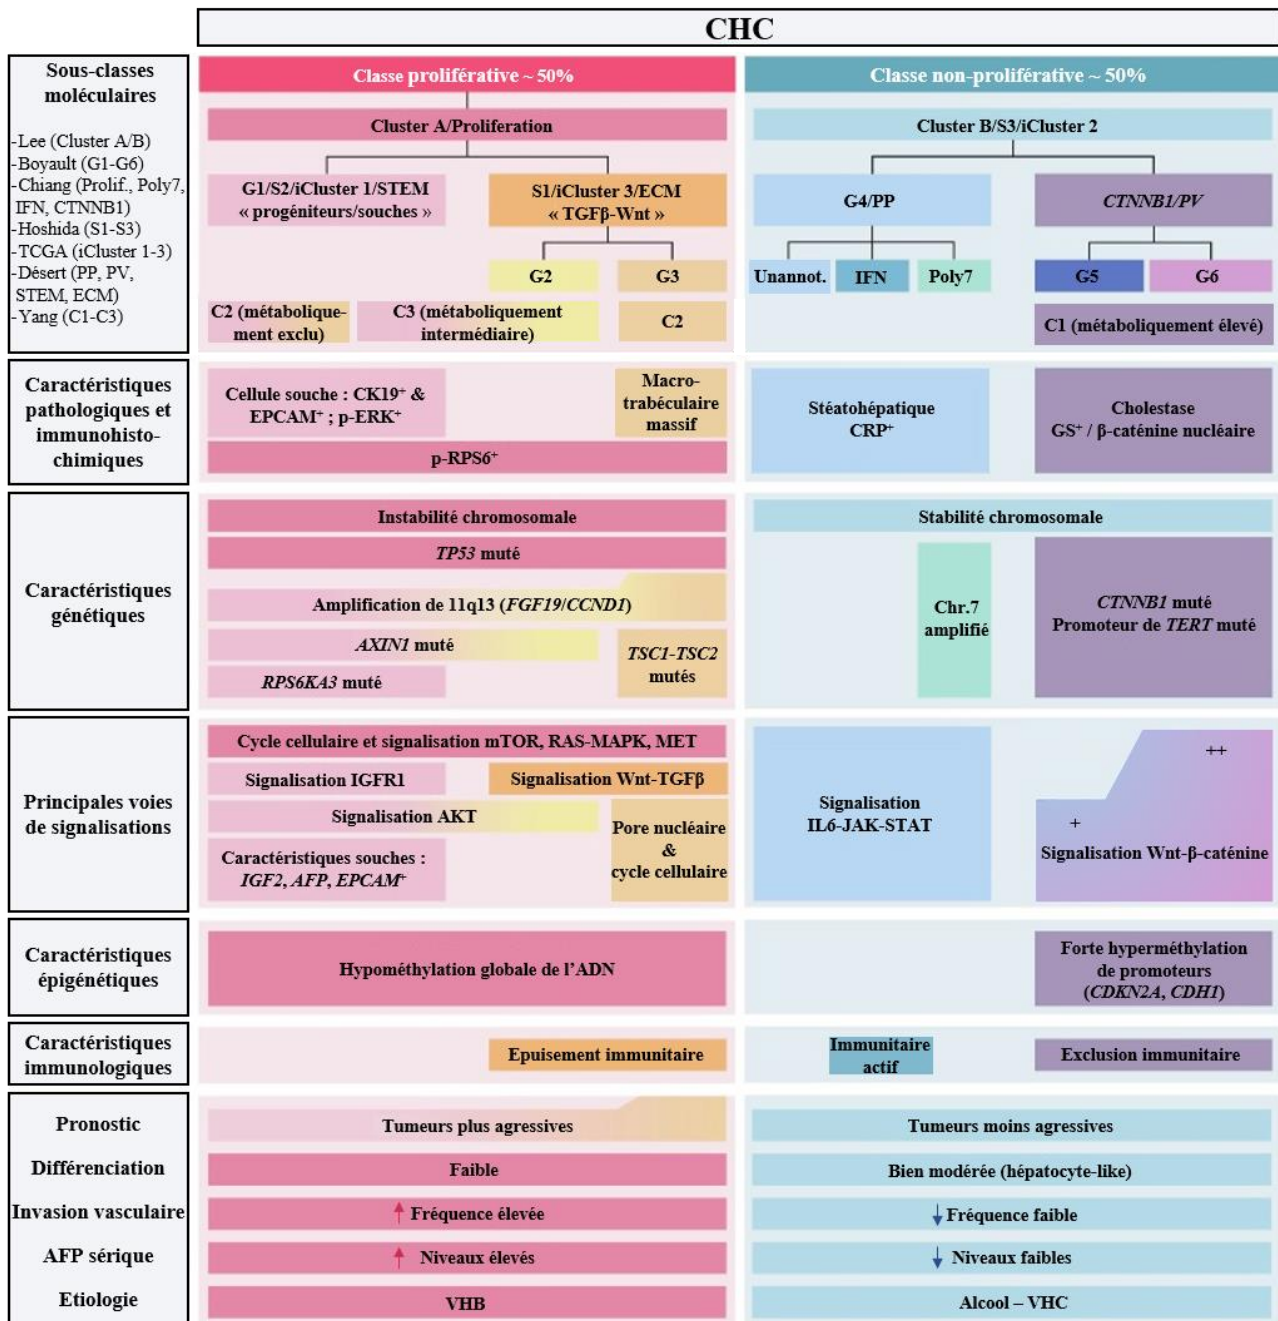 CHC
Sous-classes
moléculaires
-Lee (Cluster A/B)
-Boyault (G1-G6)
-Chiang (Prolif., Poly7,
IFN, CTNNB1)
-Hoshida (S1-S3)
-TCGA (iCluster 1-3)
-Désert (PP, PV,
STEM, ECM)
-Yang (C1-C3)
Classe proliférative ~ 50%
Cluster A/Proliferation
G1/S2/iCluster 1/STEM
« progéniteurs/souches »
S1/iCluster 3/ECM
« TGFβ-Wnt »
G2
G3
C2 (métabolique-
ment exclu)
C3 (métaboliquement
intermédiaire)
C2
Classe non-proliférative ~ 50%
Cluster B/S3/iCluster 2
G4/PP
CTNNB1/PV
Unannot.
IFN
Poly7
G5
G6
C1 (métaboliquement élevé)
Caractéristiques
pathologiques et
immunohisto-
chimiques
Cellule souche : CK19⁺ &
EPCAM⁺ ; p-ERK⁺
Macro-
trabéculaire
massif
p-RPS6⁺
Stéatohépatique
CRP⁺
Cholestase
GS⁺ / β-caténine nucléaire
Caractéristiques
génétiques
Instabilité chromosomale
TP53 muté
Amplification de 11q13 (FGF19/CCND1)
AXIN1 muté
RPS6KA3 muté
TSC1-TSC2
mutés
Stabilité chromosomale
Chr.7
amplifié
CTNNB1 muté
Promoteur de TERT muté
Principales voies
de signalisations
Cycle cellulaire et signalisation mTOR, RAS-MAPK, MET
Signalisation IGFR1
Signalisation Wnt-TGFβ
Signalisation AKT
Caractéristiques souches :
IGF2, AFP, EPCAM⁺
Pore nucléaire
&
cycle cellulaire
Signalisation
IL6-JAK-STAT
++
+
Signalisation Wnt-β-caténine
Caractéristiques
épigénétiques
Hypométhylation globale de l'ADN
Forte hyperméthylation
de promoteurs
(CDKN2A, CDH1)
Caractéristiques
immunologiques
Epuisement immunitaire
Immunitaire
actif
Exclusion immunitaire
Pronostic
Tumeurs plus agressives
Tumeurs moins agressives
Différenciation
Faible
Bien modérée (hépatocyte-like)
Invasion vasculaire
↑ Fréquence élevée
↓ Fréquence faible
AFP sérique
↑ Niveaux élevés
↓ Niveaux faibles
Etiologie
VHB
Alcool – VHC